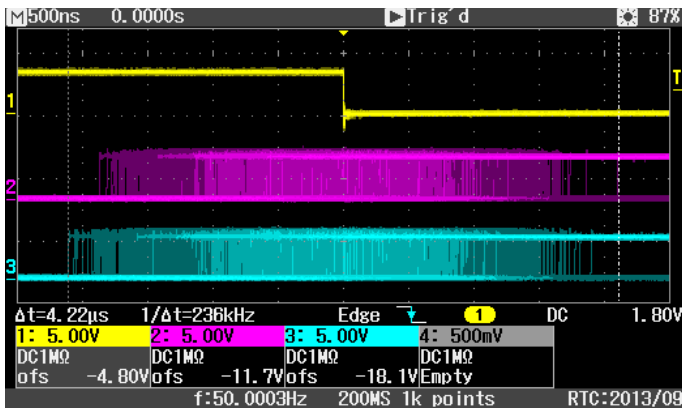 M 500ns 0.0000s Trig'd 87%
T
1
2
3
Δt=4.22µs 1/Δt=236kHz Edge 1 DC 1.80V
1: 5.00V 2: 5.00V 3: 5.00V 4: 500mV
DC1MΩ DC1MΩ DC1MΩ DC1MΩ
ofs -4.80V ofs -11.7V ofs -18.1V Empty
f:50.0003Hz 200MS 1k points RTC:2013/09